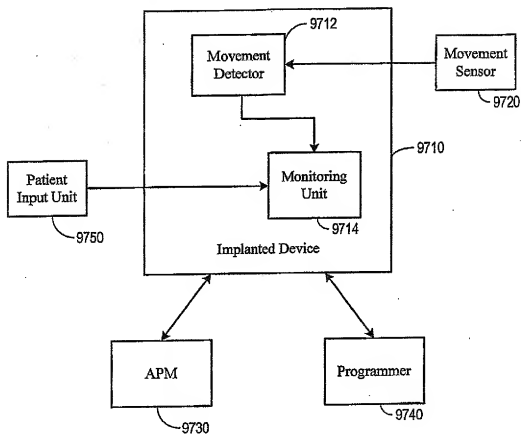 9712
Movement
Detector
Movement
Sensor
9720
9710
Patient
Input Unit
9750
Monitoring
Unit
9714
Implanted Device
APM
9730
Programmer
9740